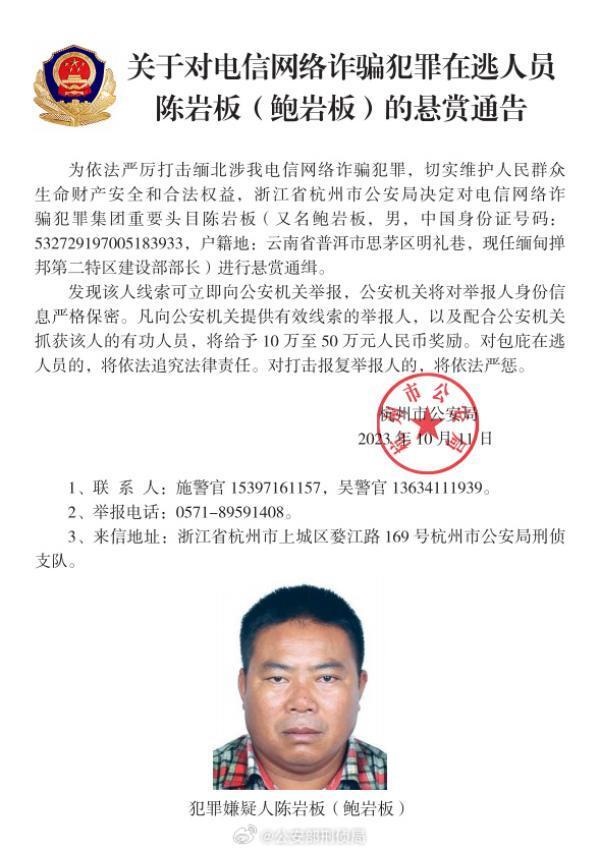 关于对电信网络诈骗犯罪在逃人员
陈岩板（鲍岩板）的悬赏通告
为依法严厉打击缅北涉我电信网络诈骗犯罪，切实维护人民群众
生命财产安全和合法权益，浙江省杭州市公安局决定对电信网络诈
骗犯罪集团重要头目陈岩板（又名鲍岩板，男，中国身份证号码：
532729197005183933，户籍地：云南省普洱市思茅区明礼巷，现任缅甸掸
邦第二特区建设部部长）进行悬赏通缉。
发现该人线索可立即向公安机关举报，公安机关将对举报人身份信
息严格保密。凡向公安机关提供有效线索的举报人，以及配合公安机关
抓获该人的有功人员，将给予 10 万至 50 万元人民币奖励。对包庇在逃
人员的，将依法追究法律责任。对打击报复举报人的，将依法严惩。
杭州市公安局
2023 年 10 月 11 日
杭州市公安局
1、联 系 人：施警官 15397161157，吴警官 13634111939。
2、举报电话：0571-89591408。
3、来信地址：浙江省杭州市上城区婺江路 169 号杭州市公安局刑侦
支队。
犯罪嫌疑人陈岩板（鲍岩板）
@公安部刑侦局